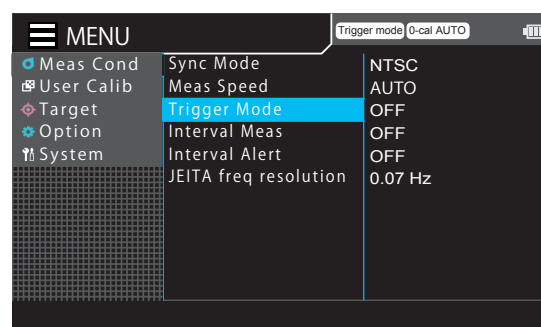 MENU
Trigger mode 0-cal AUTO
Meas Cond
User Calib
Target
Option
System
Sync Mode NTSC
Meas Speed AUTO
Trigger Mode OFF
Interval Meas OFF
Interval Alert OFF
JEITA freq resolution 0.07 Hz